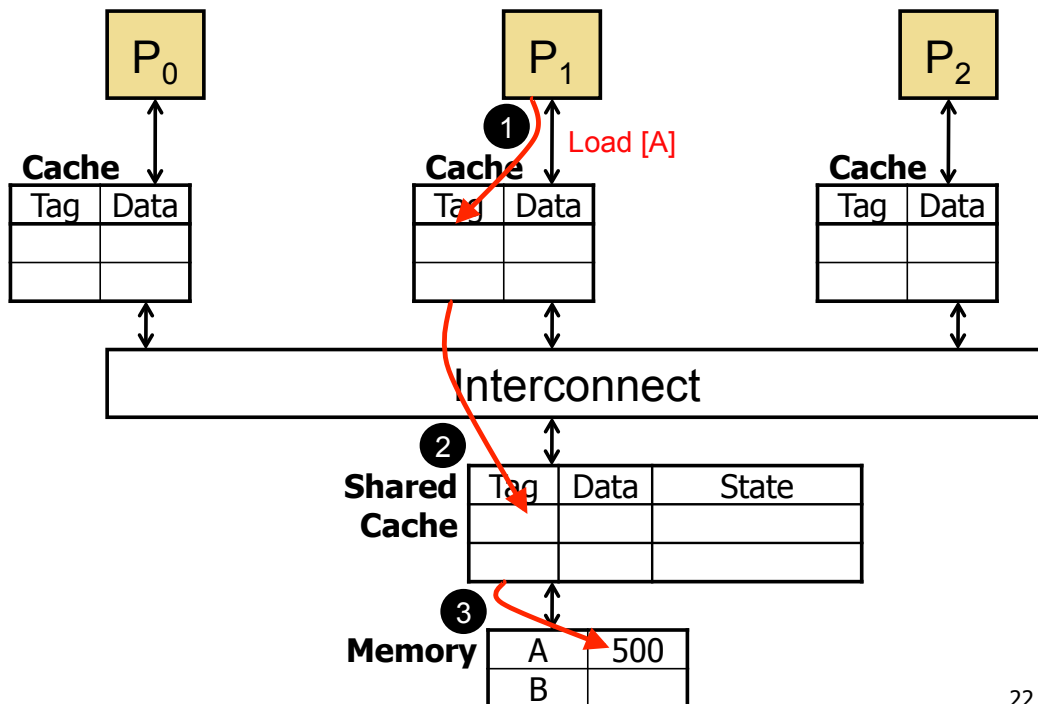 P0 P1 P2
1 Load [A]
Cache Cache Cache
Tag Data Tag Data Tag Data
Interconnect
2
Shared Tag Data State
Cache
3
Memory A 500
B
22